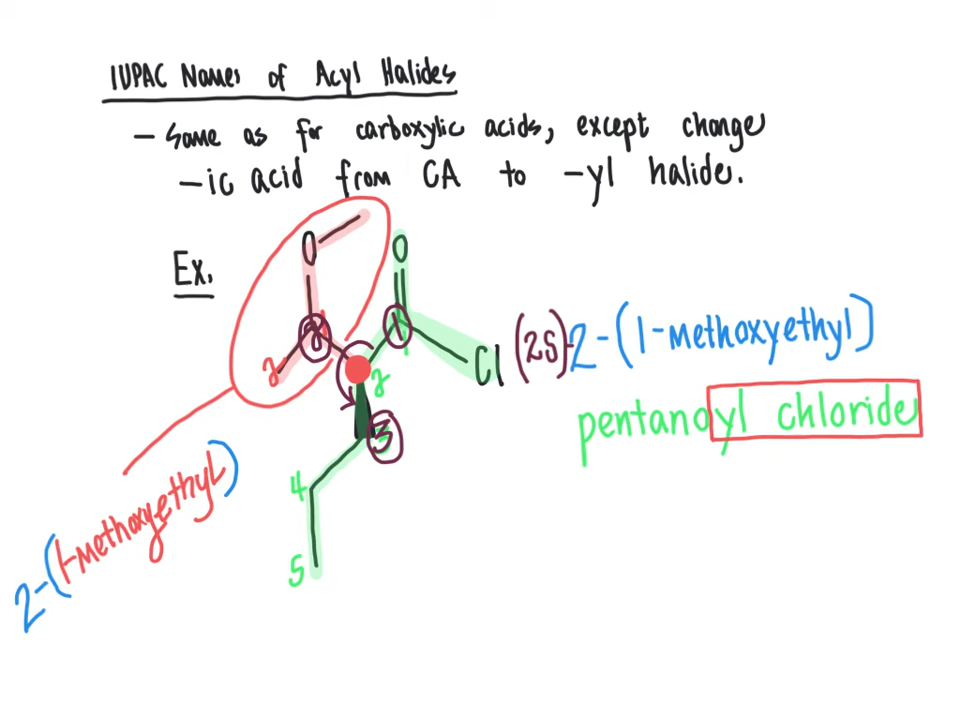 IUPAC Names of Acyl Halides
- Same as for carboxylic acids, except change
-ic acid from CA to -yl halide.
Ex.
O
O
1
2
2
Cl
(2S)-2-(1-methoxyethyl)
pentanoyl chloride
3
4
5
2-(1-methoxyethyl)